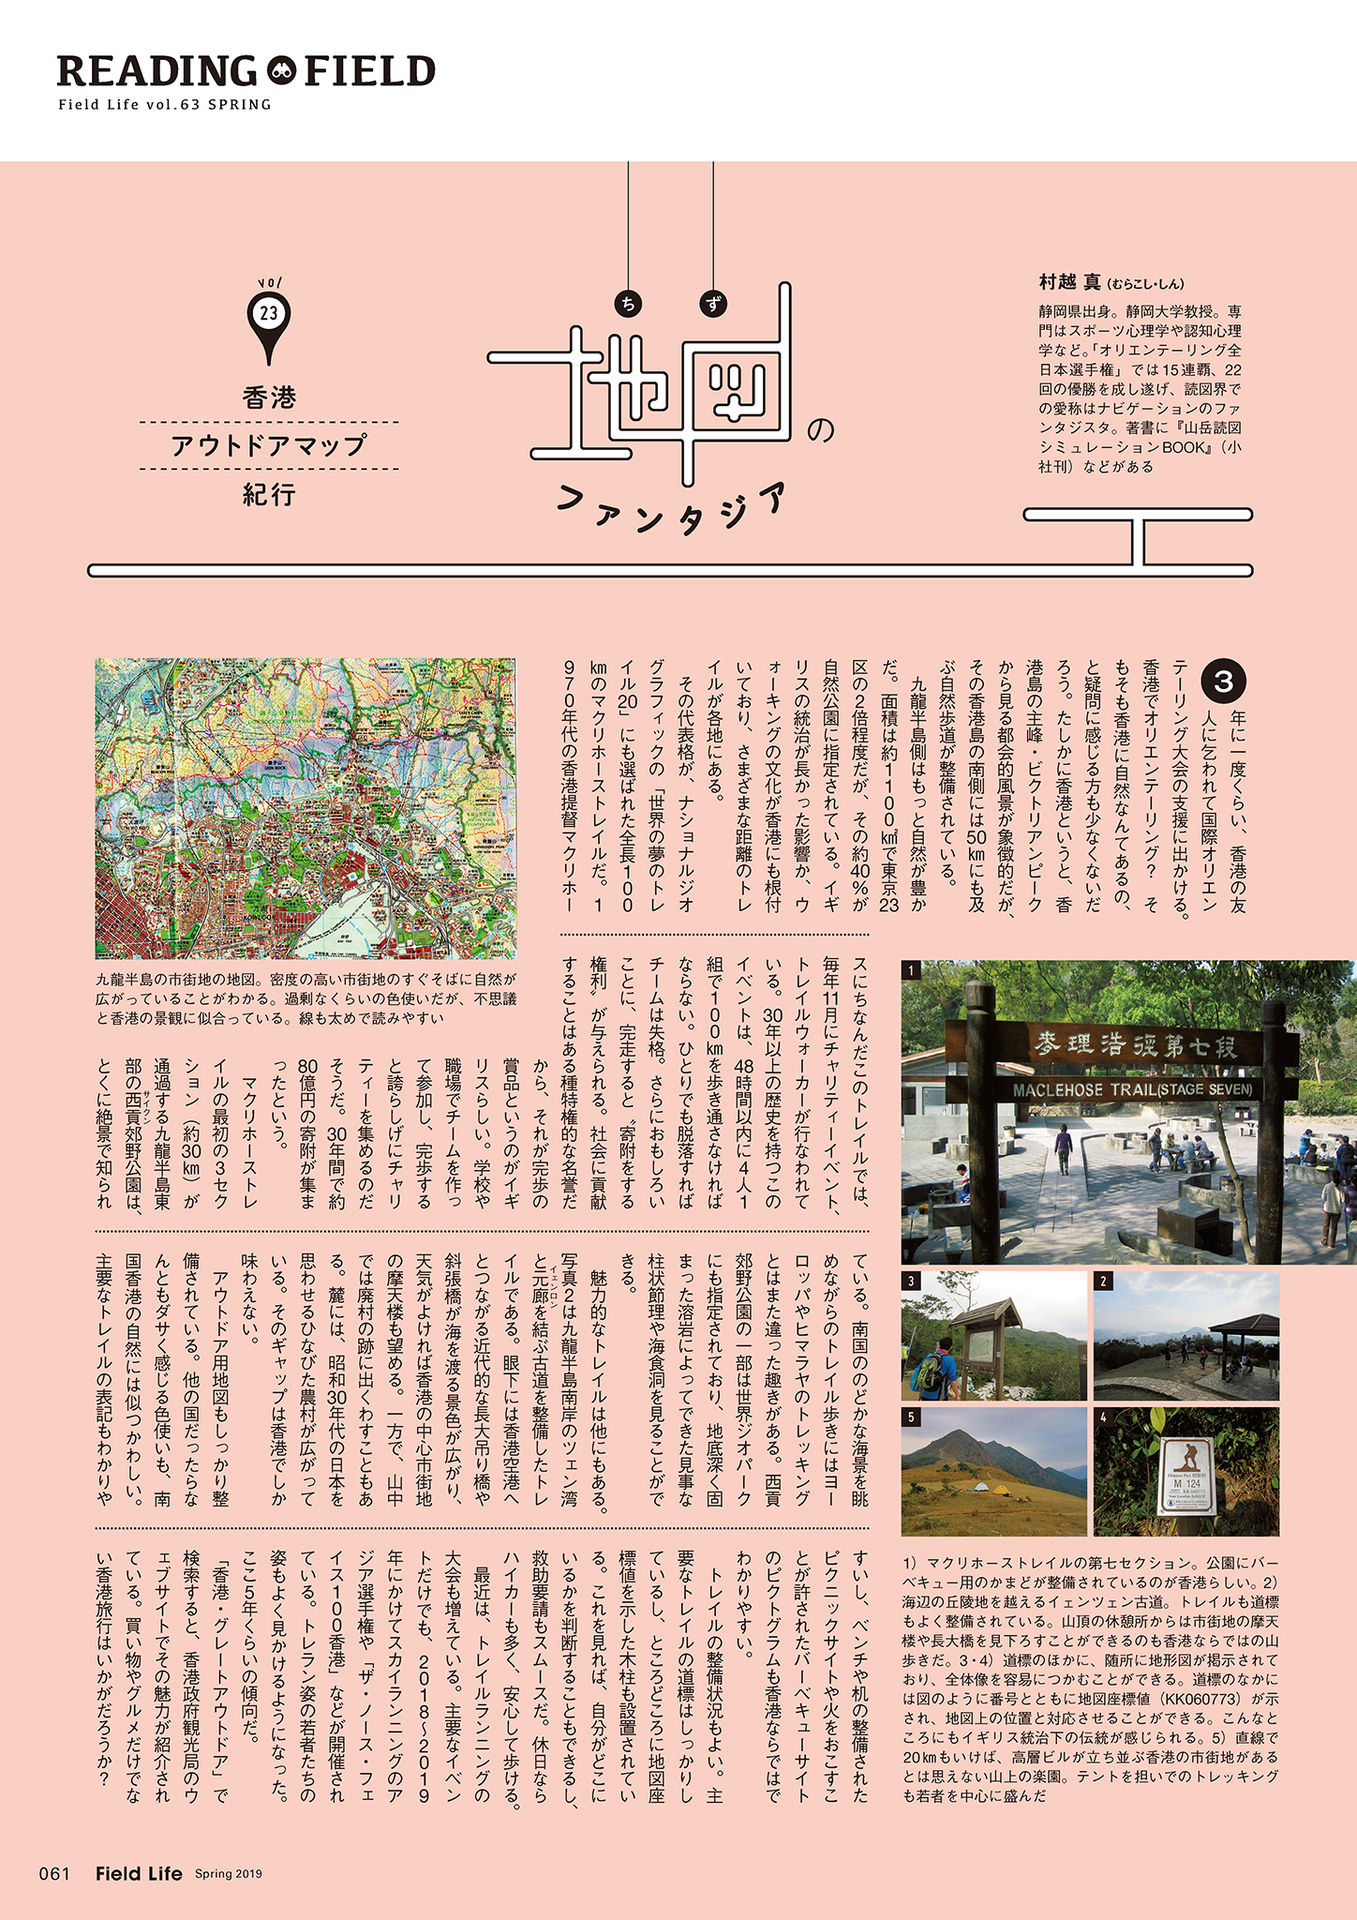 READING FIELD
Field Life vol.63 SPRING
vol
23
香港
アウトドアマップ
紀行
ち
ず
地図の
ファンタジア
村越 真（むらこし・しん）
静岡県出身。静岡大学教授。専
門はスポーツ心理学や認知心理
学など。「オリエンテーリング全
日本選手権」では15連覇、22
回の優勝を成し遂げ、読図界で
の愛称はナビゲーションのファ
ンタジスタ。著書に『山岳読図
シミュレーションBOOK』（小
社刊）などがある
3年に一度くらい、香港の友
人に乞われて国際オリエン
テーリング大会の支援に出かける。
香港でオリエンテーリング？　そ
もそも香港に自然なんてあるの、
と疑問に感じる方も少なくないだ
ろう。たしかに香港というと、香
港島の主峰・ビクトリアンピーク
から見る都会的風景が象徴的だが、
その香港島の南側には50kmにも及
ぶ自然歩道が整備されている。
九龍半島側はもっと自然が豊か
だ。面積は約1100㎢で東京23
区の2倍程度だが、その約40%が
自然公園に指定されている。イギ
リスの統治が長かった影響か、ウ
ォーキングの文化が香港にも根付
いており、さまざまな距離のトレ
イルが各地にある。
その代表格が、ナショナルジオ
グラフィックの「世界の夢のトレ
イル20」にも選ばれた全長100
kmのマクリホーストレイルだ。1
970年代の香港提督マクリホー
スにちなんだこのトレイルでは、
毎年11月にチャリティーイベント、
トレイルウォーカーが行なわれて
いる。30年以上の歴史を持つこの
イベントは、48時間以内に4人1
組で100kmを歩き通さなければ
ならない。ひとりでも脱落すれば
チームは失格。さらにおもしろい
ことに、完走すると〝寄附をする
権利〟が与えられる。社会に貢献
することはある種特権的な名誉だ
から、それが完歩の
賞品というのがイギ
リスらしい。学校や
職場でチームを作っ
て参加し、完歩する
と誇らしげにチャリ
ティーを集めるのだ
そうだ。30年間で約
80億円の寄附が集ま
ったという。
マクリホーストレ
イルの最初の3セク
ション（約30km）が
通過する九龍半島東
部の西貢郊野公園は、
サイクン
とくに絶景で知られ
ている。南国ののどかな海景を眺
めながらのトレイル歩きにはヨー
ロッパやヒマラヤのトレッキング
とはまた違った趣きがある。西貢
郊野公園の一部は世界ジオパーク
にも指定されており、地底深く固
まった溶岩によってできた見事な
柱状節理や海食洞を見ることがで
きる。
魅力的なトレイルは他にもある。
写真2は九龍半島南岸のツェン湾
と元廊を結ぶ古道を整備したトレ
イェンロン
イルである。眼下には香港空港へ
とつながる近代的な長大吊り橋や
斜張橋が海を渡る景色が広がり、
天気がよければ香港の中心市街地
の摩天楼も望める。一方で、山中
では廃村の跡に出くわすこともあ
る。麓には、昭和30年代の日本を
思わせるひなびた農村が広がって
いる。そのギャップは香港でしか
味わえない。
アウトドア用地図もしっかり整
備されている。他の国だったらな
んともダサく感じる色使いも、南
国香港の自然には似つかわしい。
主要なトレイルの表記もわかりや
すいし、ベンチや机の整備された
ピクニックサイトや火をおこすこ
とが許されたバーベキューサイト
のピクトグラムも香港ならではで
わかりやすい。
トレイルの整備状況もよい。主
要なトレイルの道標はしっかりし
ているし、ところどころに地図座
標値を示した木柱も設置されてい
る。これを見れば、自分がどこに
いるかを判断することもできるし、
救助要請もスムースだ。休日なら
ハイカーも多く、安心して歩ける。
最近は、トレイルランニングの
大会も増えている。主要なイベン
トだけでも、2018〜2019
年にかけてスカイランニングのア
ジア選手権や「ザ・ノース・フェ
イス100香港」などが開催され
ている。トレラン姿の若者たちの
姿もよく見かけるようになった。
ここ5年くらいの傾向だ。
「香港・グレートアウトドア」で
検索すると、香港政府観光局のウ
ェブサイトでその魅力が紹介され
ている。買い物やグルメだけでな
い香港旅行はいかがだろうか？
九龍半島の市街地の地図。密度の高い市街地のすぐそばに自然が
広がっていることがわかる。過剰なくらいの色使いだが、不思議
と香港の景観に似合っている。線も太めで読みやすい
1
麥理浩徑第七段
MACLEHOSE TRAIL(STAGE SEVEN)
3
2
5
4
M 124
1）マクリホーストレイルの第七セクション。公園にバー
ベキュー用のかまどが整備されているのが香港らしい。2）
海辺の丘陵地を越えるイェンツェン古道。トレイルも道標
もよく整備されている。山頂の休憩所からは市街地の摩天
楼や長大橋を見下ろすことができるのも香港ならではの山
歩きだ。3・4）道標のほかに、随所に地形図が掲示されて
おり、全体像を容易につかむことができる。道標のなかに
は図のように番号とともに地図座標値（KK060773）が示
され、地図上の位置と対応させることができる。こんなと
ころにもイギリス統治下の伝統が感じられる。5）直線で
20kmもいけば、高層ビルが立ち並ぶ香港の市街地がある
とは思えない山上の楽園。テントを担いでのトレッキング
も若者を中心に盛んだ
061 Field Life Spring 2019